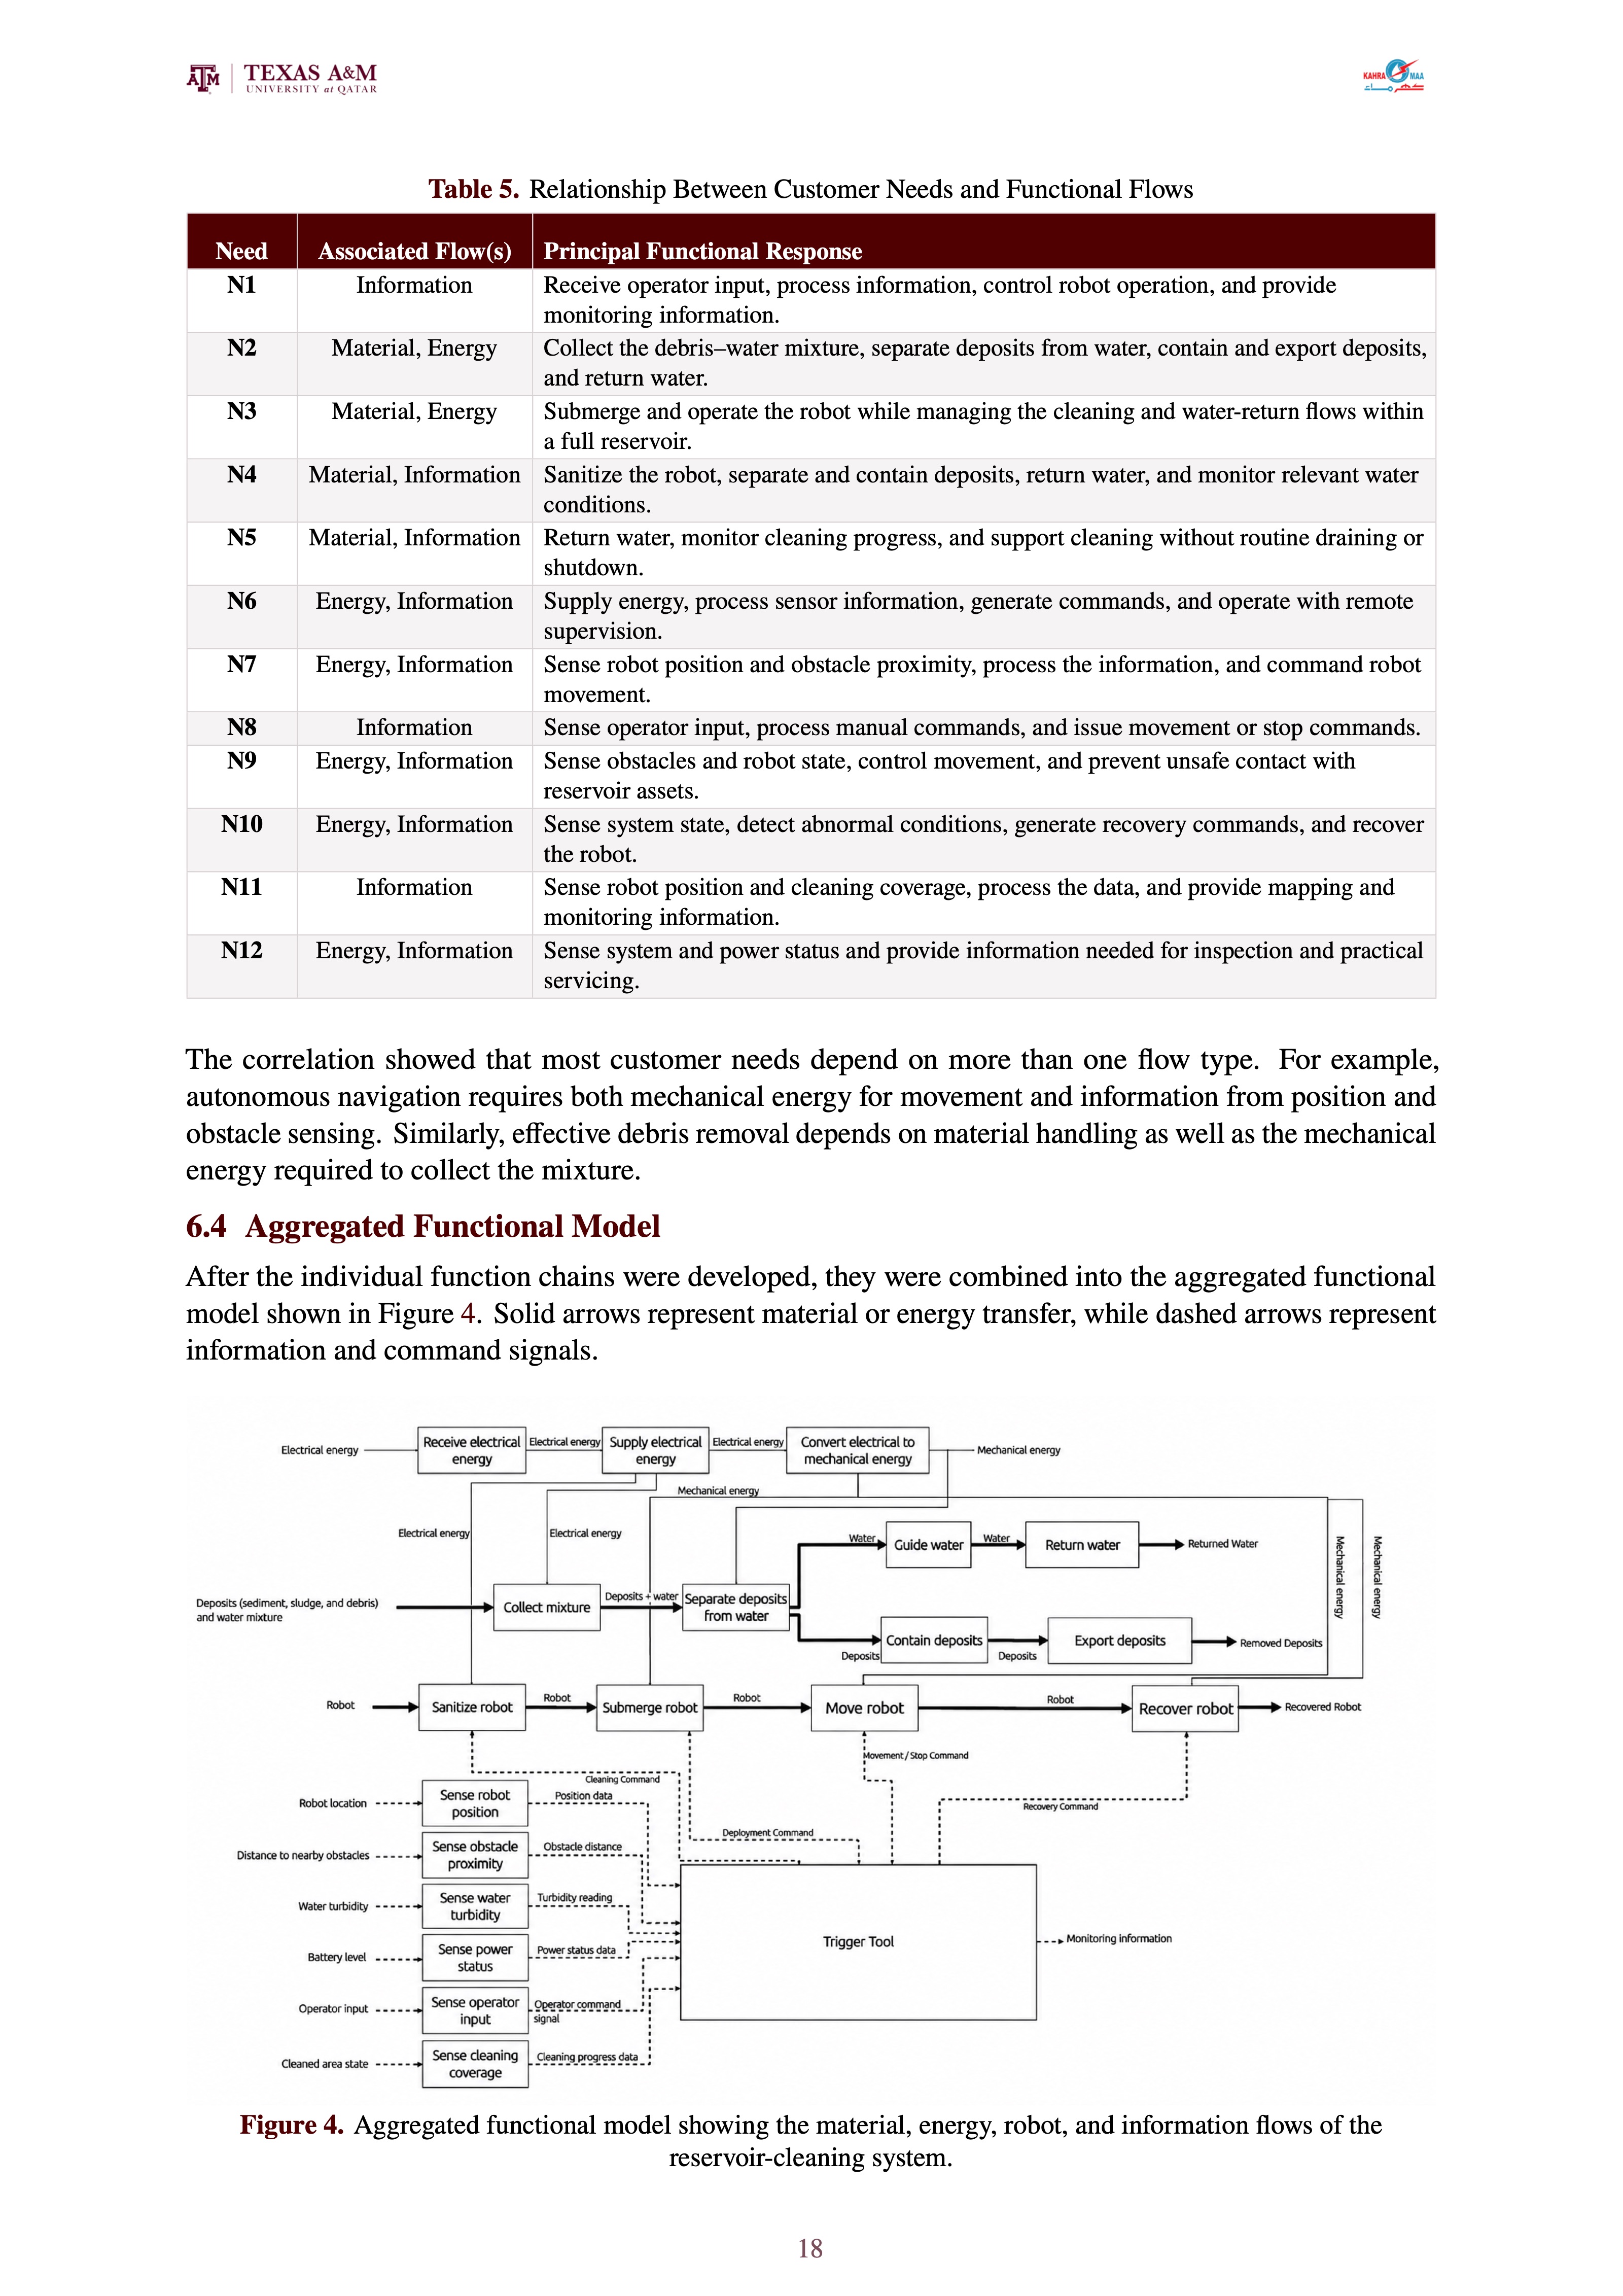 TEXAS A&M
UNIVERSITY at QATAR
KAHRA MAA
كهرماء
Table 5. Relationship Between Customer Needs and Functional Flows
Need Associated Flow(s) Principal Functional Response
N1 Information Receive operator input, process information, control robot operation, and provide
monitoring information.
N2 Material, Energy Collect the debris–water mixture, separate deposits from water, contain and export deposits,
and return water.
N3 Material, Energy Submerge and operate the robot while managing the cleaning and water-return flows within
a full reservoir.
N4 Material, Information Sanitize the robot, separate and contain deposits, return water, and monitor relevant water
conditions.
N5 Material, Information Return water, monitor cleaning progress, and support cleaning without routine draining or
shutdown.
N6 Energy, Information Supply energy, process sensor information, generate commands, and operate with remote
supervision.
N7 Energy, Information Sense robot position and obstacle proximity, process the information, and command robot
movement.
N8 Information Sense operator input, process manual commands, and issue movement or stop commands.
N9 Energy, Information Sense obstacles and robot state, control movement, and prevent unsafe contact with
reservoir assets.
N10 Energy, Information Sense system state, detect abnormal conditions, generate recovery commands, and recover
the robot.
N11 Information Sense robot position and cleaning coverage, process the data, and provide mapping and
monitoring information.
N12 Energy, Information Sense system and power status and provide information needed for inspection and practical
servicing.
The correlation showed that most customer needs depend on more than one flow type. For example,
autonomous navigation requires both mechanical energy for movement and information from position and
obstacle sensing. Similarly, effective debris removal depends on material handling as well as the mechanical
energy required to collect the mixture.
6.4 Aggregated Functional Model
After the individual function chains were developed, they were combined into the aggregated functional
model shown in Figure 4. Solid arrows represent material or energy transfer, while dashed arrows represent
information and command signals.
Electrical energy
Receive electrical
energy
Electrical energy
Supply electrical
energy
Electrical energy
Convert electrical to
mechanical energy
Mechanical energy
Mechanical energy
Electrical energy
Electrical energy
Mechanical energy
Mechanical energy
Water
Guide water
Water
Return water
Returned Water
Deposits (sediment, sludge, and debris)
and water mixture
Collect mixture
Deposits + water
Separate deposits
from water
Deposits
Contain deposits
Deposits
Export deposits
Removed Deposits
Robot
Sanitize robot
Robot
Submerge robot
Robot
Move robot
Robot
Recover robot
Recovered Robot
Movement / Stop Command
Cleaning Command
Recovery Command
Deployment Command
Robot location
Sense robot
position
Position data
Distance to nearby obstacles
Sense obstacle
proximity
Obstacle distance
Water turbidity
Sense water
turbidity
Turbidity reading
Battery level
Sense power
status
Power status data
Operator input
Sense operator
input
Operator command
signal
Cleaned area state
Sense cleaning
coverage
Cleaning progress data
Trigger Tool
Monitoring information
Figure 4. Aggregated functional model showing the material, energy, robot, and information flows of the
reservoir-cleaning system.
18